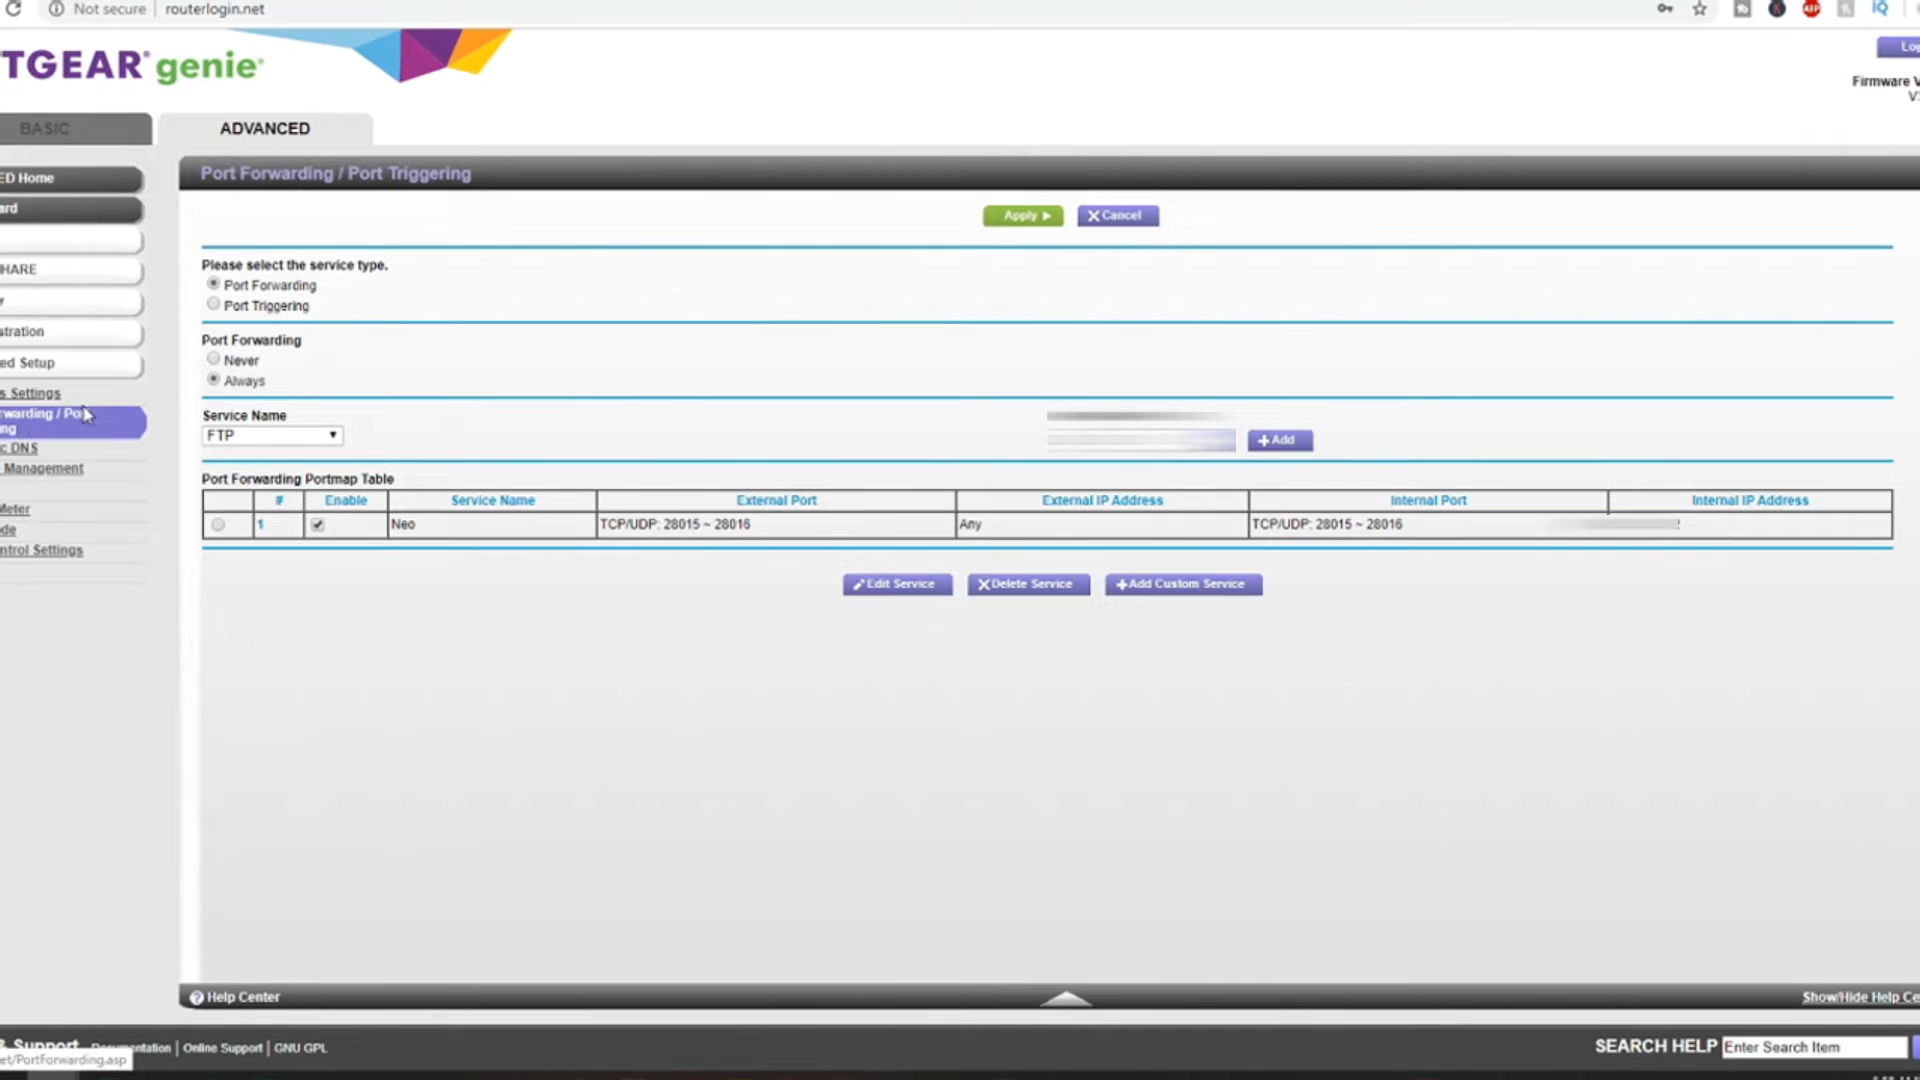 Not secure | routerlogin.net
TGEAR® genie®
Log
Firmware V
BASIC
ADVANCED
ED Home
Port Forwarding / Port Triggering
ard
Apply
Cancel
HARE
Please select the service type.
Port Forwarding
Port Triggering
stration
Port Forwarding
Never
Always
ed Setup
s Settings
rwarding / Po
ng
c DNS
Management
Meter
de
ntrol Settings
Service Name
FTP
Add
Port Forwarding Portmap Table
# Enable Service Name External Port External IP Address Internal Port Internal IP Address
1 Neo TCP/UDP: 28015 ~ 28016 Any TCP/UDP: 28015 ~ 28016
Edit Service
Delete Service
Add Custom Service
Help Center
Show/Hide Help Ce
& Support
Online Support | GNU GPL
SEARCH HELP Enter Search Item
et/PortForwarding.asp